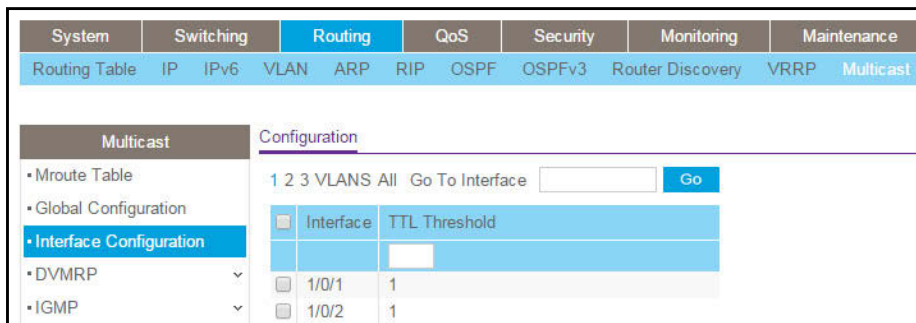 System Switching Routing QoS Security Monitoring Maintenance
Routing Table IP IPv6 VLAN ARP RIP OSPF OSPFv3 Router Discovery VRRP Multicast
Multicast
• Mroute Table
• Global Configuration
• Interface Configuration
• DVMRP
• IGMP
Configuration
1 2 3 VLANS All Go To Interface Go
Interface TTL Threshold
1/0/1 1
1/0/2 1